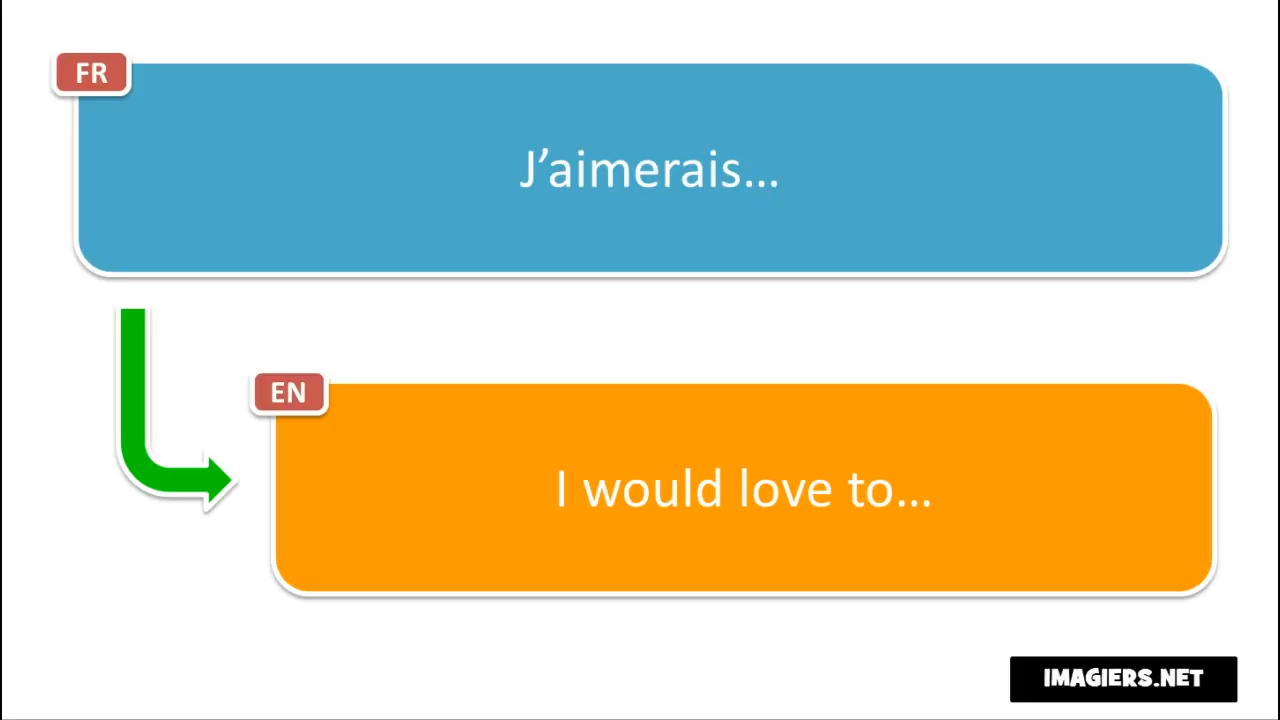 FR
J’aimerais…
EN
I would love to…
IMAGIERS.NET